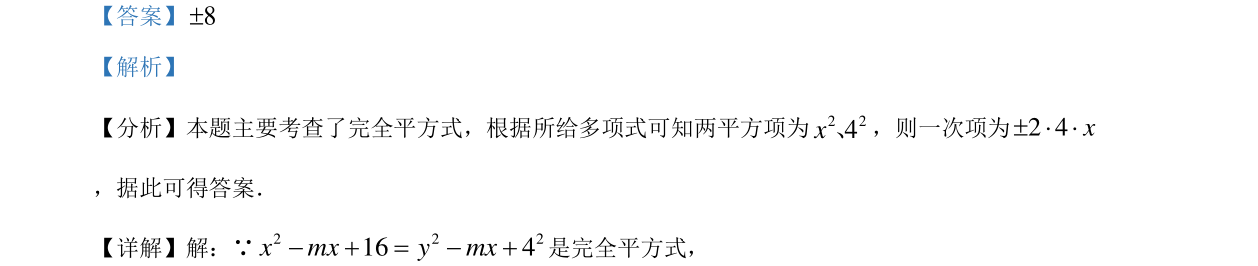 【答案】±8
【解析】
【分析】本题主要考查了完全平方式，根据所给多项式可知两平方项为 x²、4²，则一次项为 ±2·4·x
，据此可得答案．
【详解】解：∵ x² − mx + 16 = y² − mx + 4² 是完全平方式，